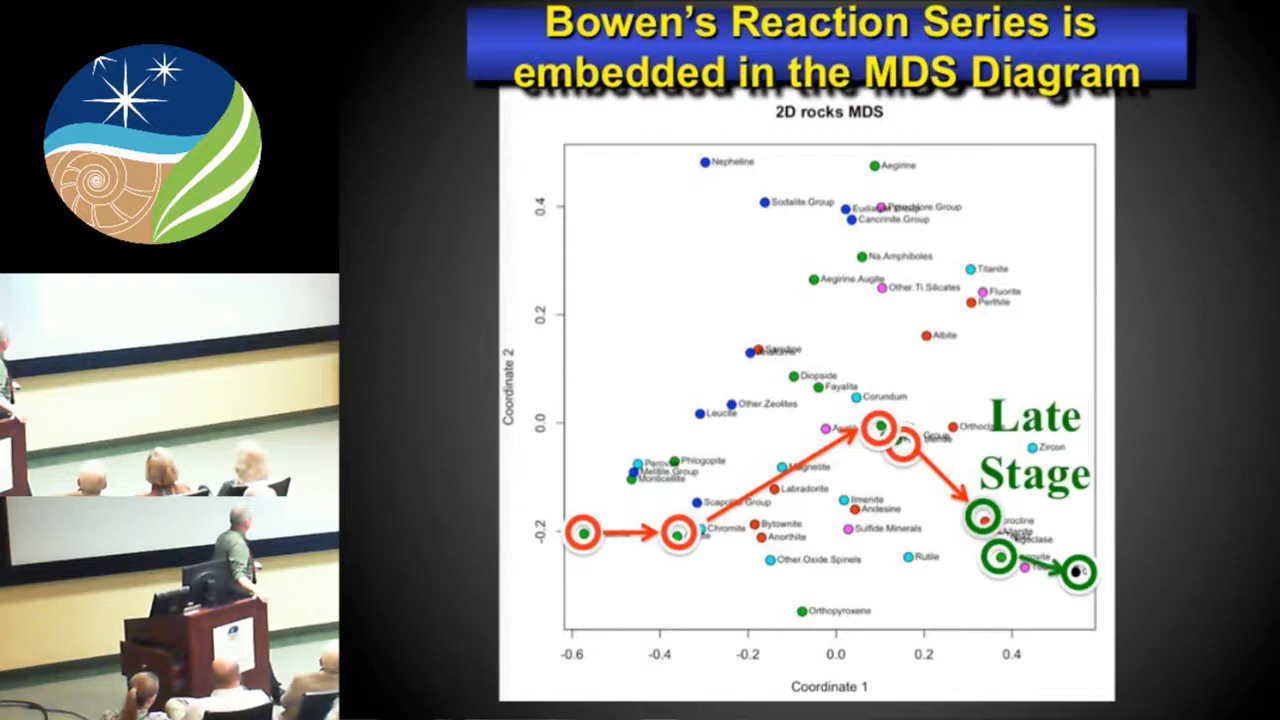 Bowen's Reaction Series is
embedded in the MDS Diagram
2D rocks MDS
Nepheline
Aegirine
Sodalite.Group
Cancrinite.Group
Na.Amphiboles
Titanite
Aegirine.Augite
Other.Ti.Silicates
Fluorite
Perthite
Albite
Diopside
Fayalite
Corundum
Other.Zeolites
Leucite
Late
Zircon
Stage
Phlogopite
Melilite.Group
Monticellite
Magnetite
Labradorite
Scapolite.Group
Ilmenite
Andesine
Chromite
Bytownite
Sulfide.Minerals
Anorthite
Other.Oxide.Spinels
Rutile
Orthopyroxene
Coordinate 2
0.4
0.2
0.0
-0.2
-0.6
-0.4
-0.2
0.0
0.2
0.4
Coordinate 1